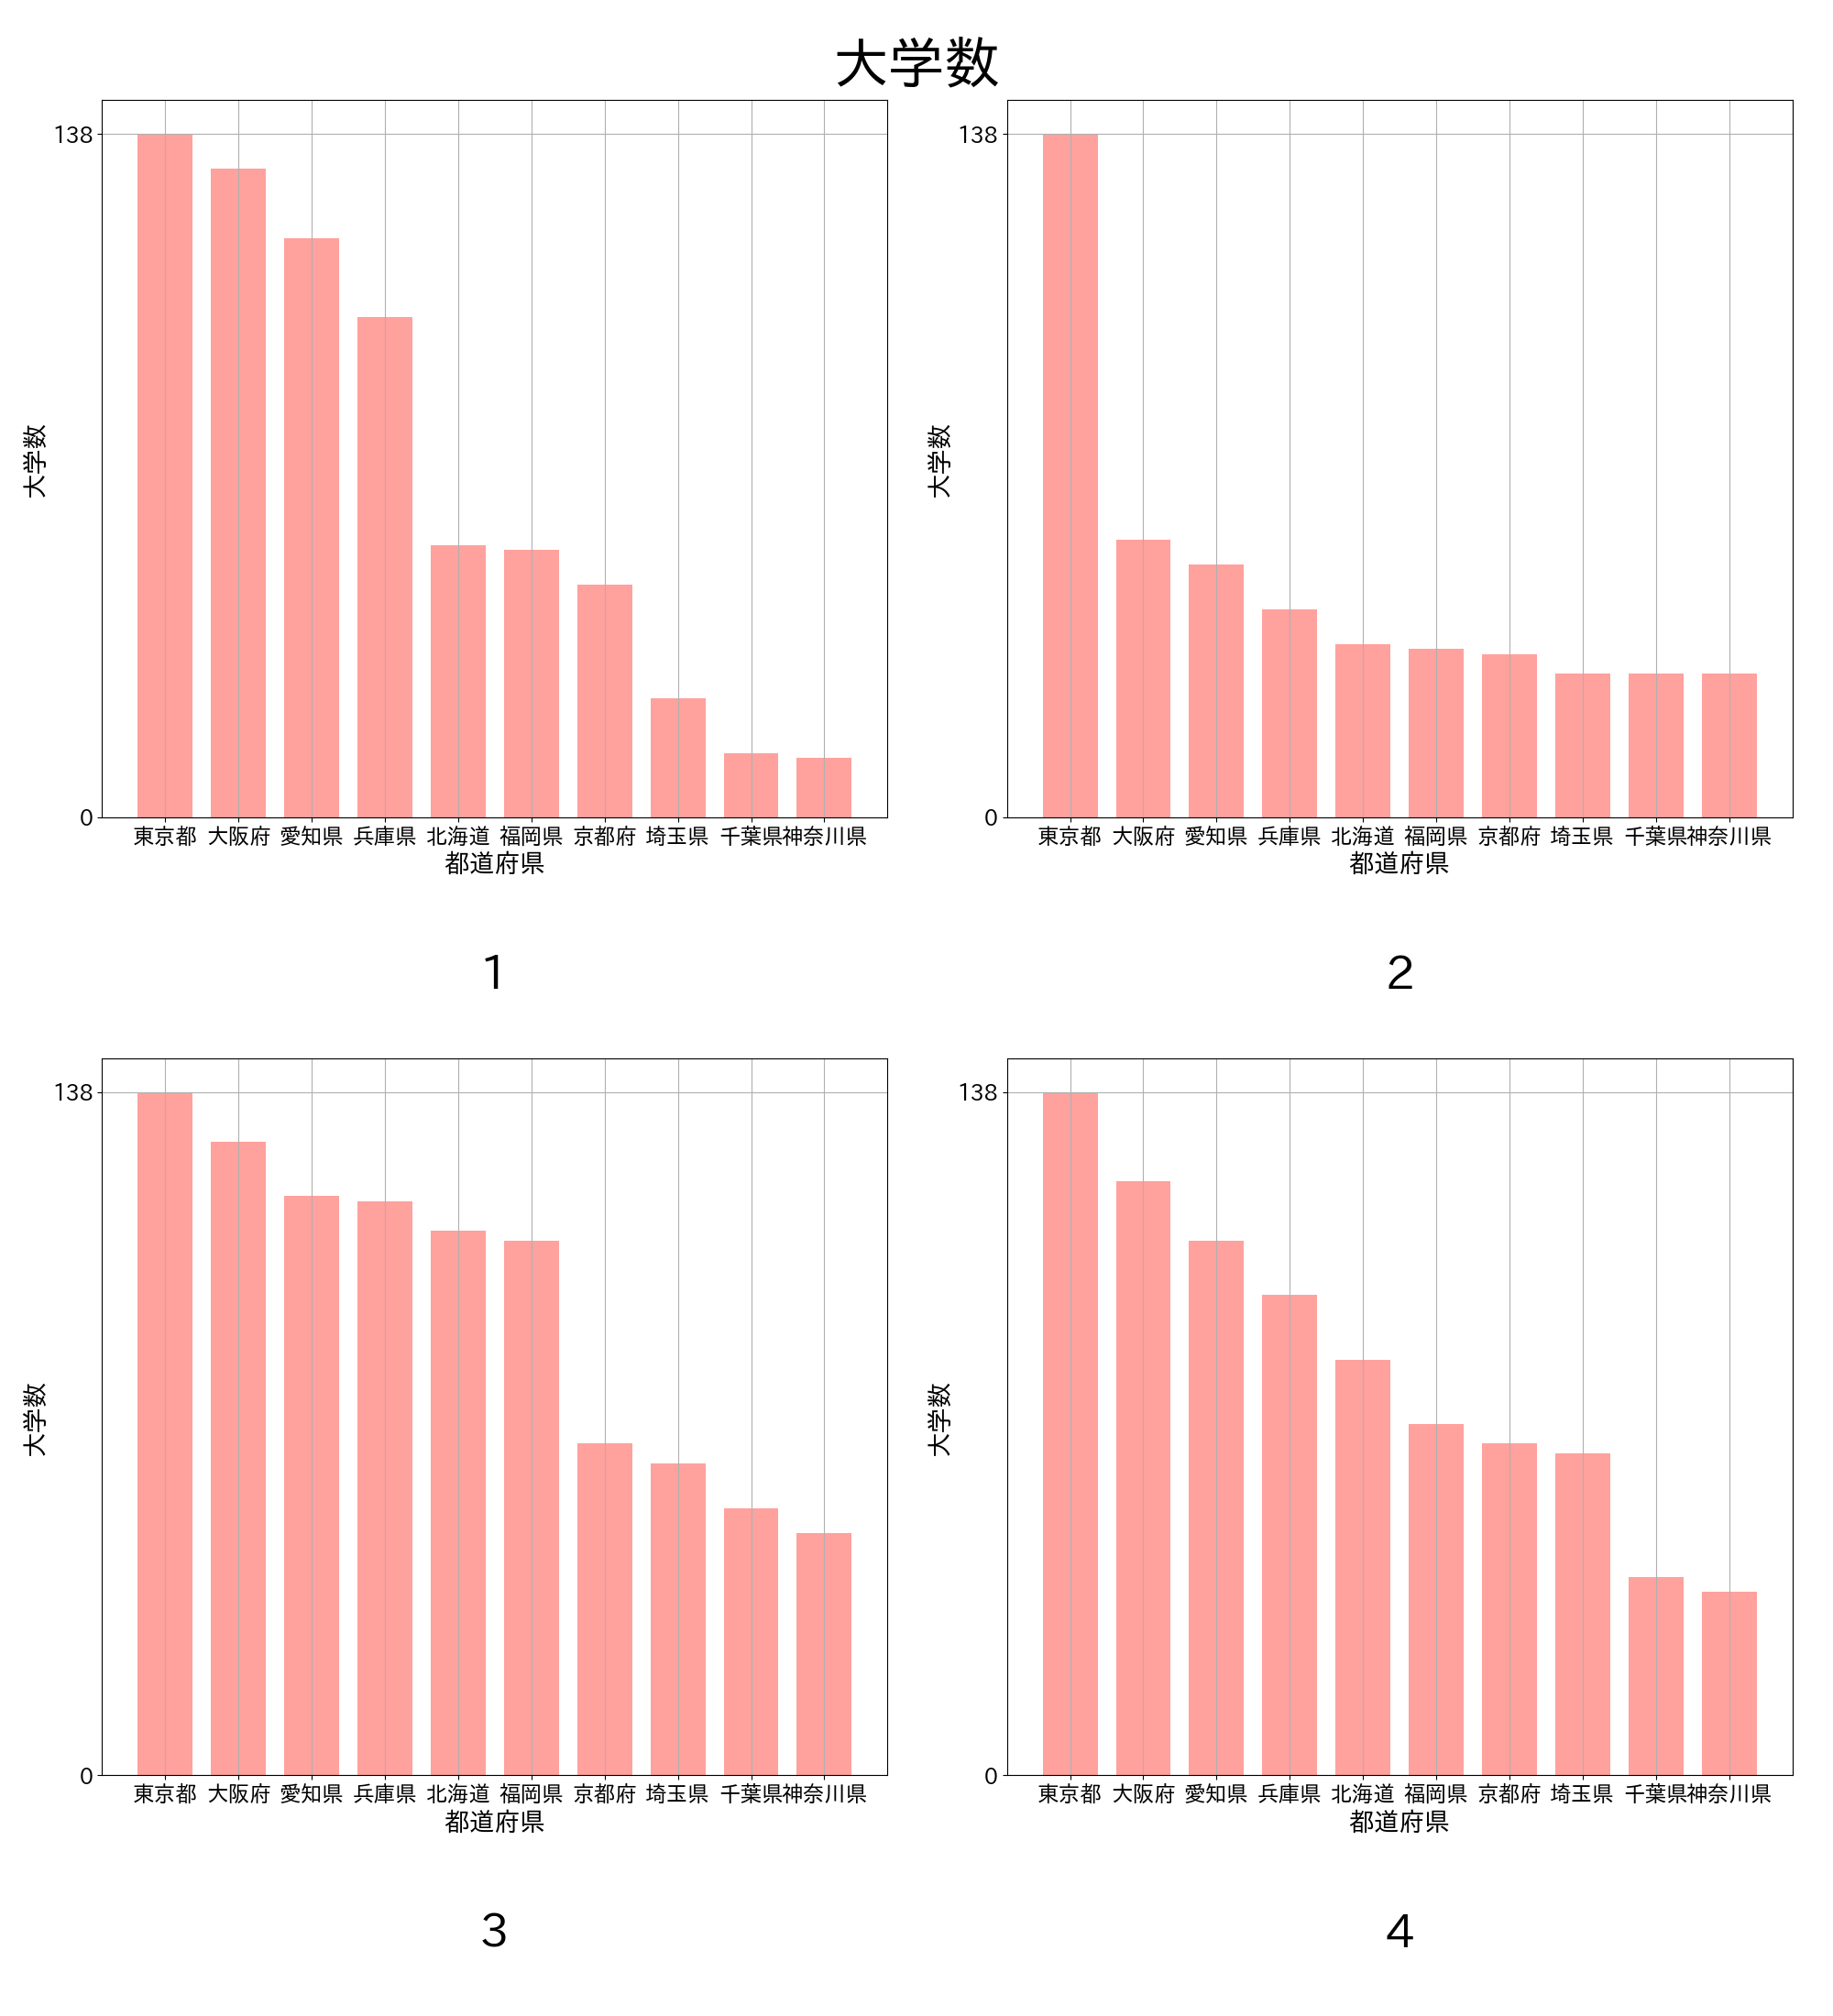 大学数
138
0
大学数
東京都 大阪府 愛知県 兵庫県 北海道 福岡県 京都府 埼玉県 千葉県 神奈川県
都道府県
1
138
0
大学数
東京都 大阪府 愛知県 兵庫県 北海道 福岡県 京都府 埼玉県 千葉県 神奈川県
都道府県
2
138
0
大学数
東京都 大阪府 愛知県 兵庫県 北海道 福岡県 京都府 埼玉県 千葉県 神奈川県
都道府県
3
138
0
大学数
東京都 大阪府 愛知県 兵庫県 北海道 福岡県 京都府 埼玉県 千葉県 神奈川県
都道府県
4